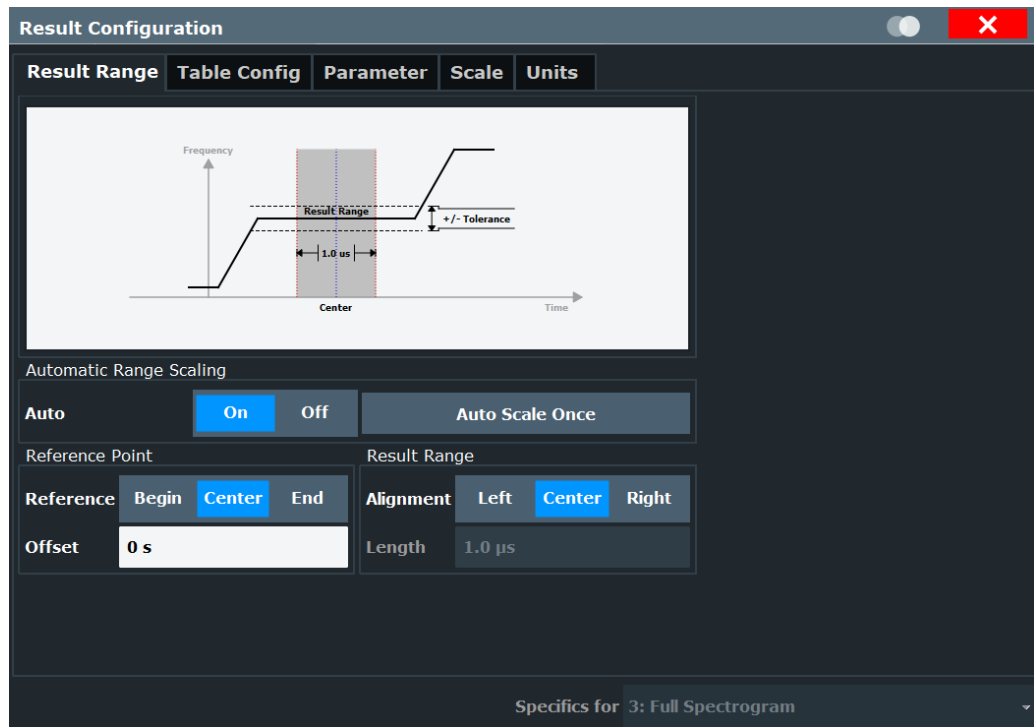 Result Configuration
Result Range Table Config Parameter Scale Units
Frequency
Result Range
+/- Tolerance
1.0 us
Center
Time
Automatic Range Scaling
Auto On Off Auto Scale Once
Reference Point Result Range
Reference Begin Center End Alignment Left Center Right
Offset 0 s Length 1.0 µs
Specifics for 3: Full Spectrogram